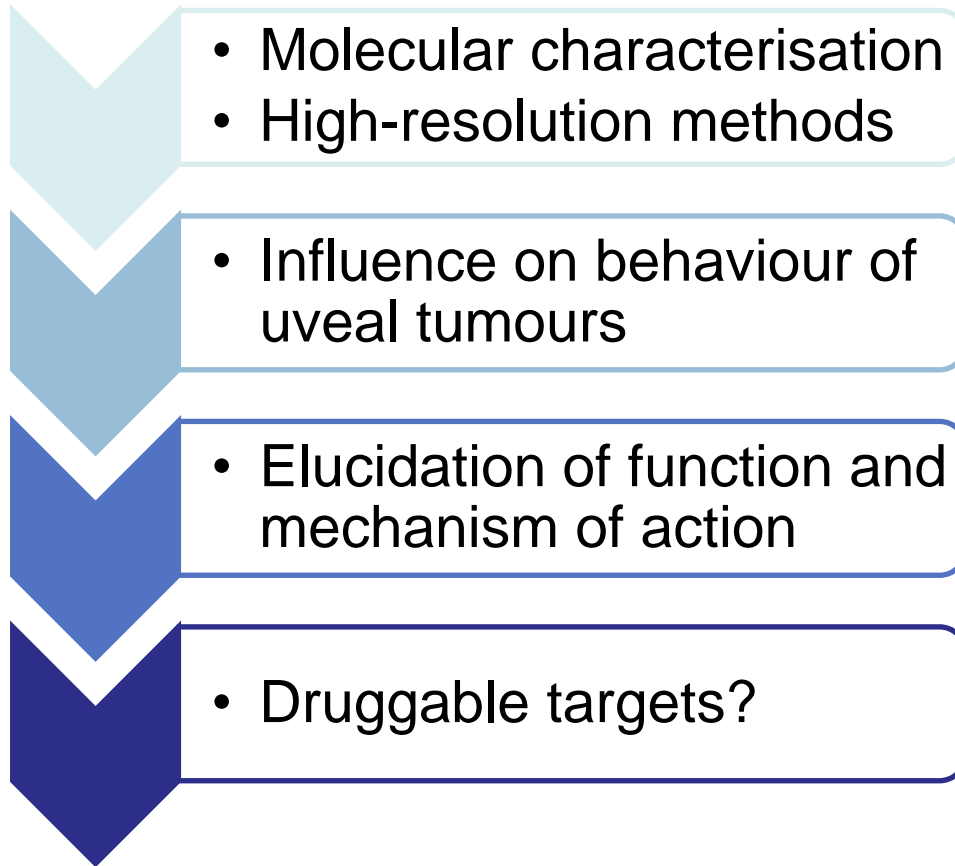 • Molecular characterisation
• High-resolution methods
• Influence on behaviour of
uveal tumours
• Elucidation of function and
mechanism of action
• Druggable targets?